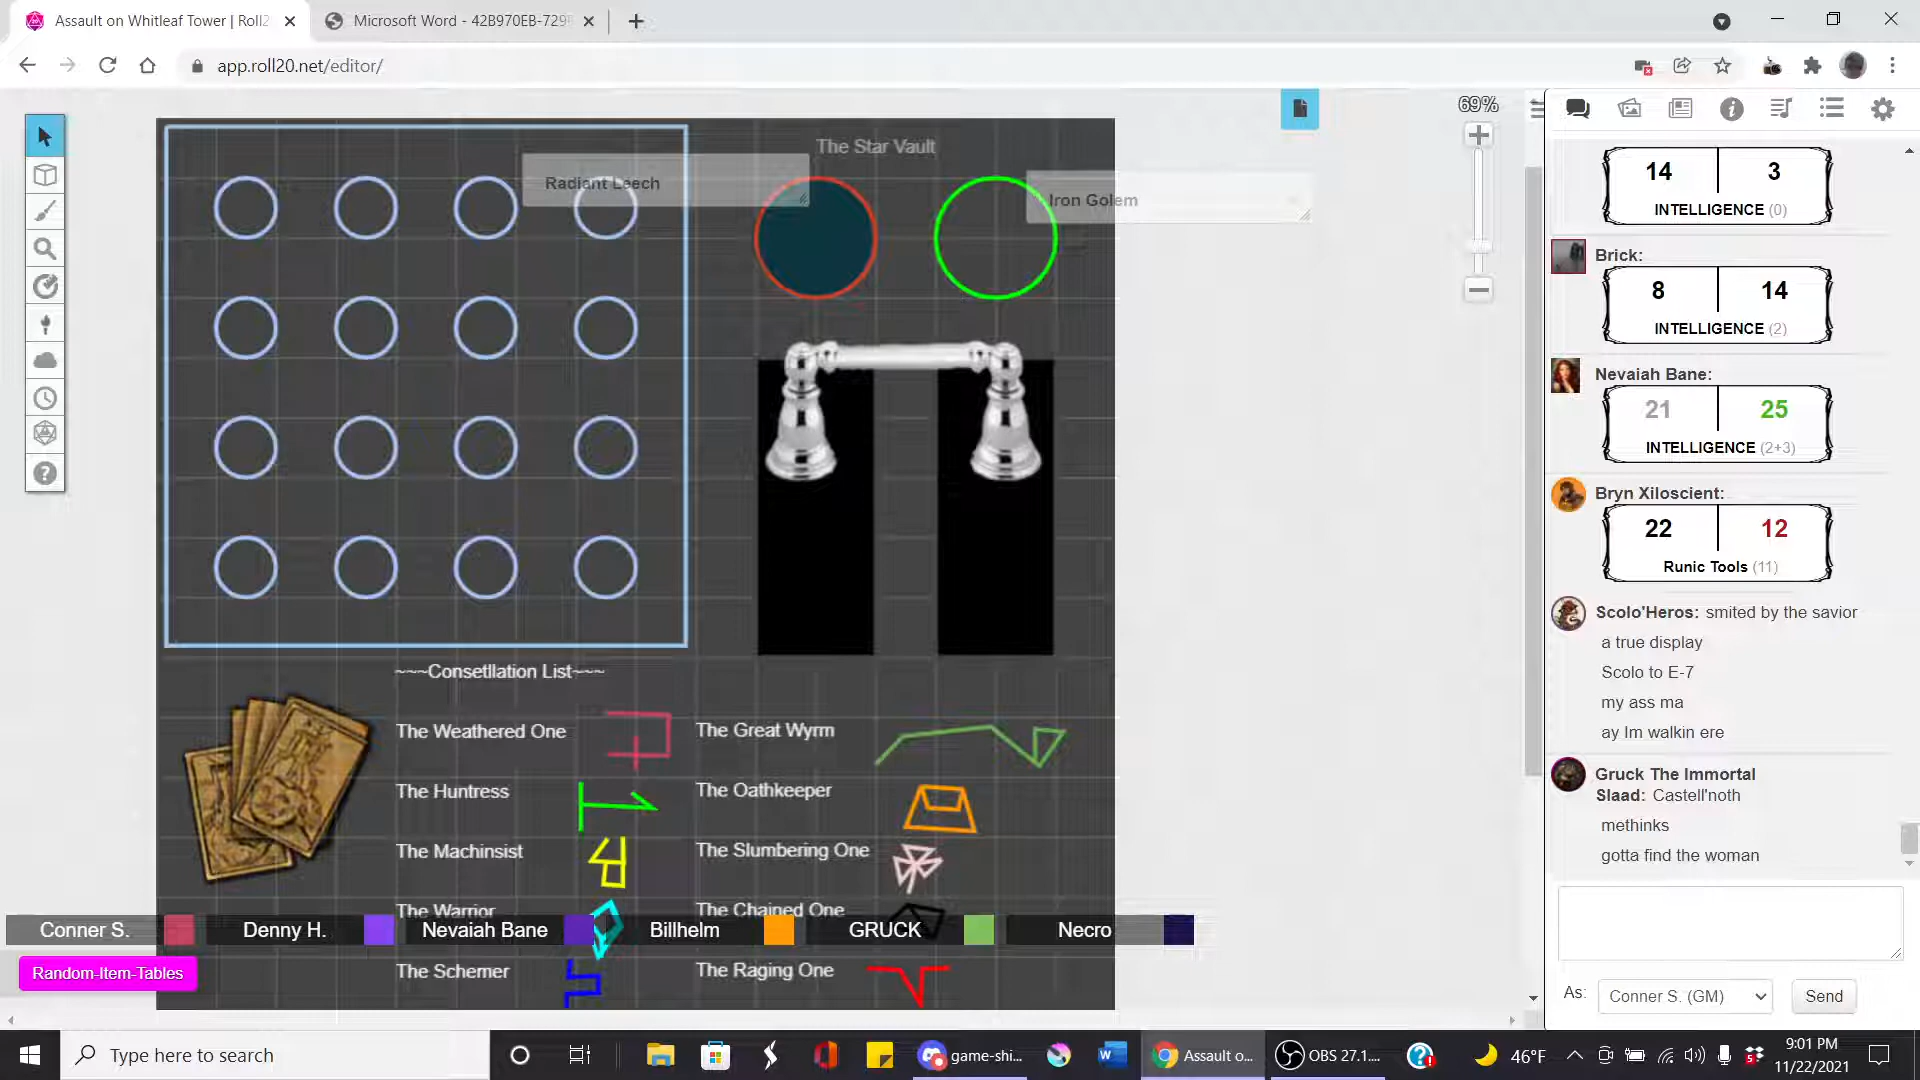 Assault on Whitleaf Tower | Roll2
Microsoft Word - 42B970EB-729F
app.roll20.net/editor/
69%
The Star Vault
Radiant Leech
Iron Golem
~~~Consetllation List~~~
The Weathered One
The Great Wyrm
The Huntress
The Oathkeeper
The Machinsist
The Slumbering One
The Warrior
The Chained One
The Schemer
The Raging One
Conner S.
Denny H.
Nevaiah Bane
Billhelm
GRUCK
Necro
Random-Item-Tables
14 3
INTELLIGENCE (0)
Brick:
8 14
INTELLIGENCE (2)
Nevaiah Bane:
21 25
INTELLIGENCE (2+3)
Bryn Xiloscient:
22 12
Runic Tools (11)
Scolo'Heros: smited by the savior
a true display
Scolo to E-7
my ass ma
ay Im walkin ere
Gruck The Immortal
Slaad: Castell'noth
methinks
gotta find the woman
As:
Conner S. (GM)
Send
Type here to search
game-shi...
Assault o...
OBS 27.1....
46°F
9:01 PM
11/22/2021